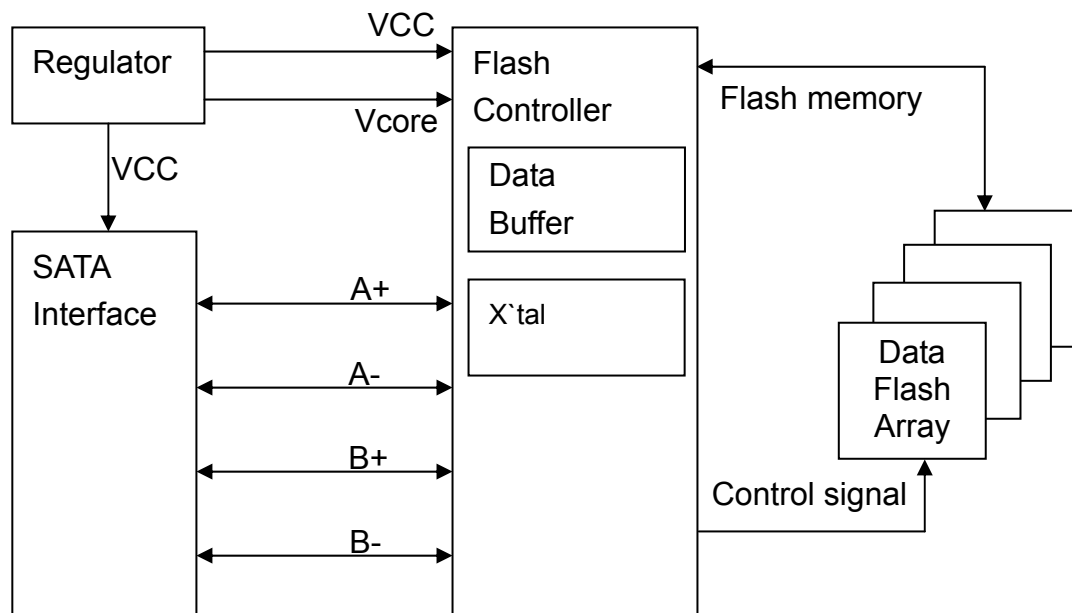 Regulator
VCC
Vcore
VCC
Flash
Controller
Data
Buffer
X`tal
Flash memory
SATA
Interface
A+
A-
B+
B-
Data
Flash
Array
Control signal